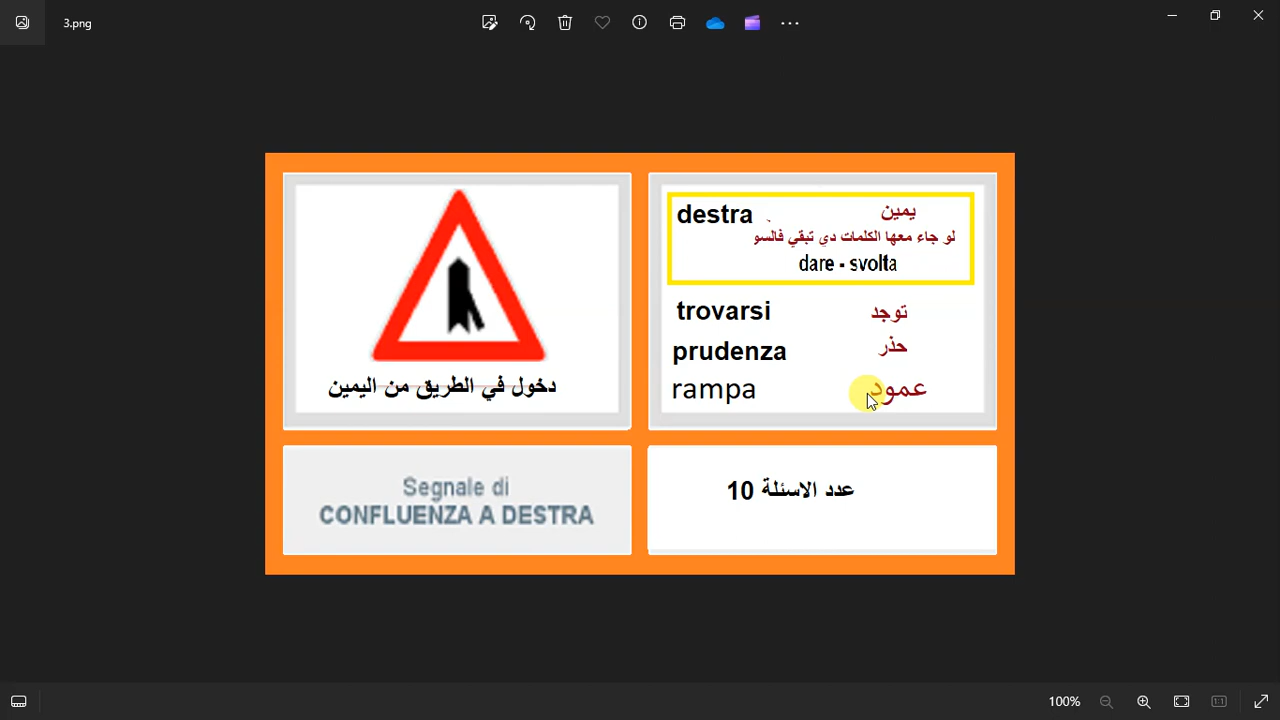 3.png
destra يمين
لو جاء معها الكلمات دي تبقي فالسو
dare - svolta
trovarsi توجد
prudenza حذر
rampa عمود
دخول في الطريق من اليمين
Segnale di
CONFLUENZA A DESTRA
عدد الاسئلة 10
100%